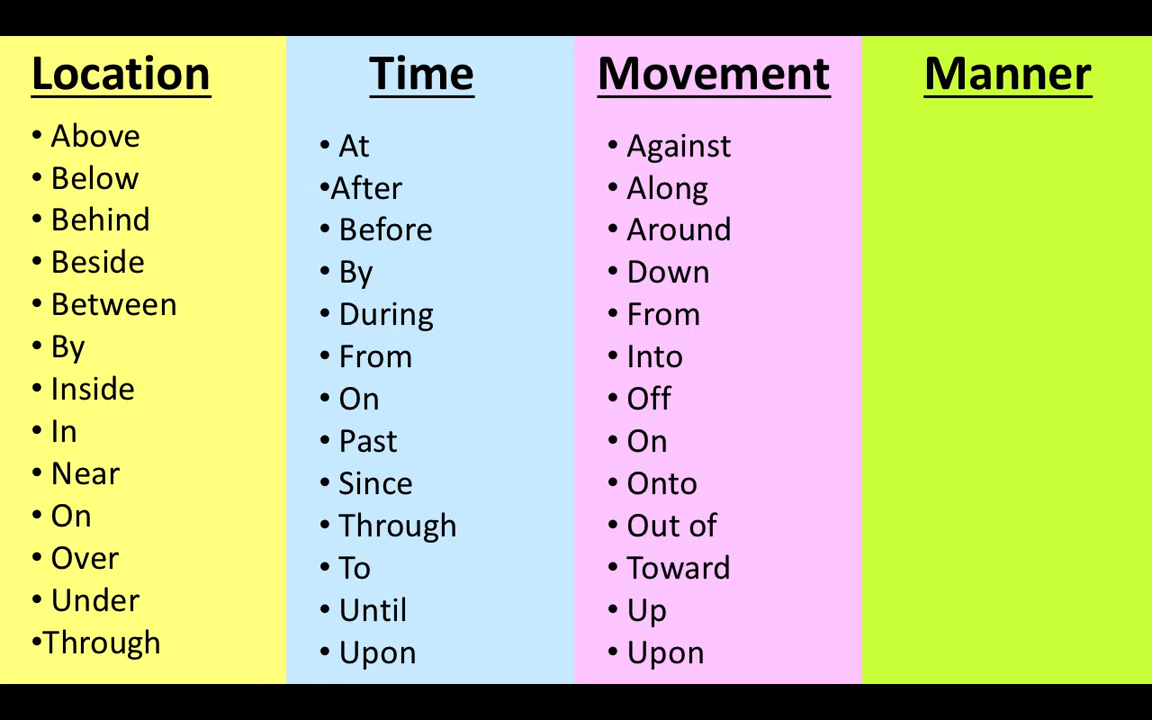 Location
• Above
• Below
• Behind
• Beside
• Between
• By
• Inside
• In
• Near
• On
• Over
• Under
•Through
Time
• At
•After
• Before
• By
• During
• From
• On
• Past
• Since
• Through
• To
• Until
• Upon
Movement
• Against
• Along
• Around
• Down
• From
• Into
• Off
• On
• Onto
• Out of
• Toward
• Up
• Upon
Manner